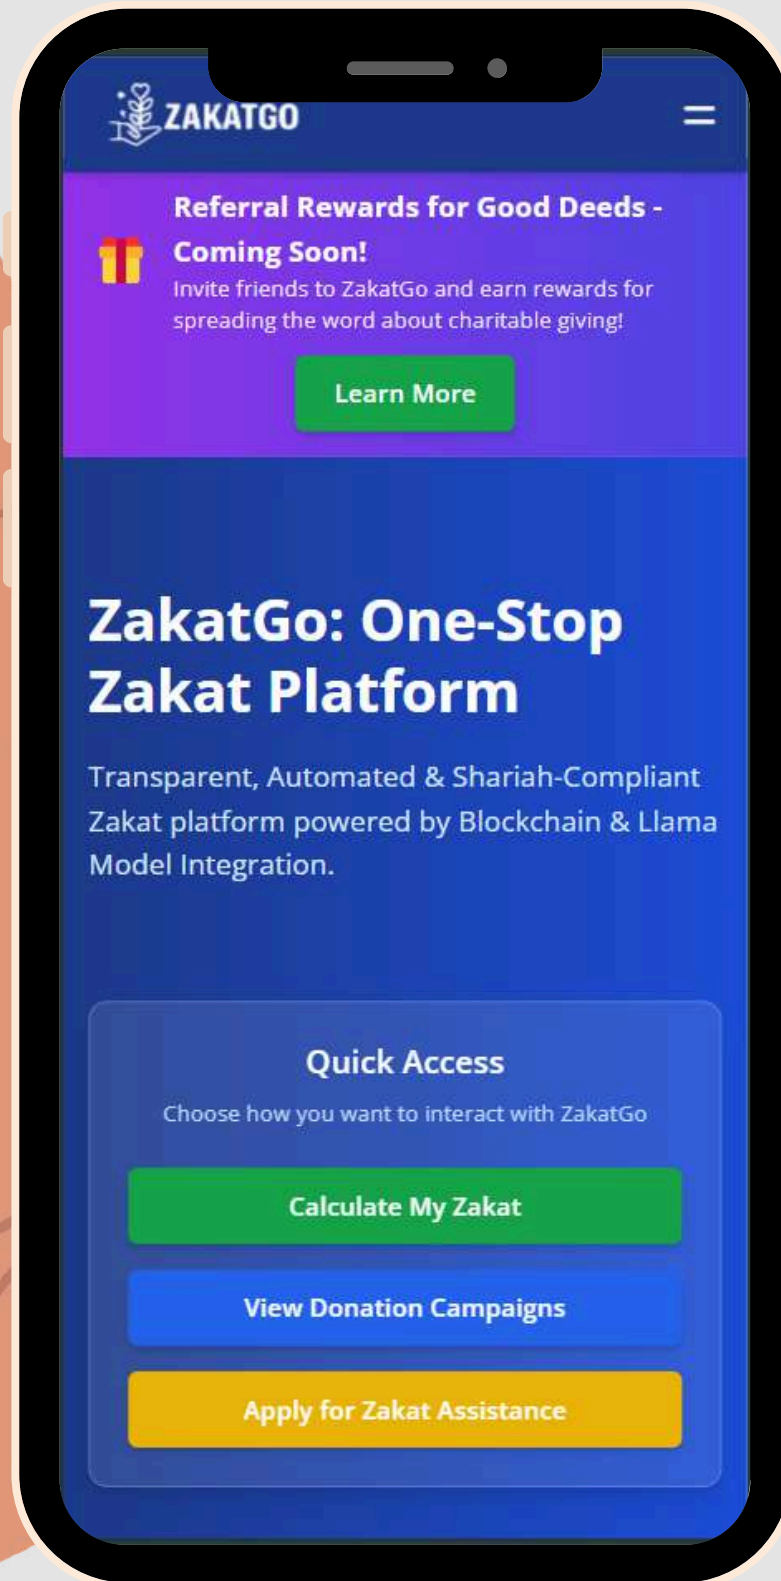 ZAKATGO
Referral Rewards for Good Deeds -
Coming Soon!
Invite friends to ZakatGo and earn rewards for
spreading the word about charitable giving!
Learn More
ZakatGo: One-Stop
Zakat Platform
Transparent, Automated & Shariah-Compliant
Zakat platform powered by Blockchain & Llama
Model Integration.
Quick Access
Choose how you want to interact with ZakatGo
Calculate My Zakat
View Donation Campaigns
Apply for Zakat Assistance